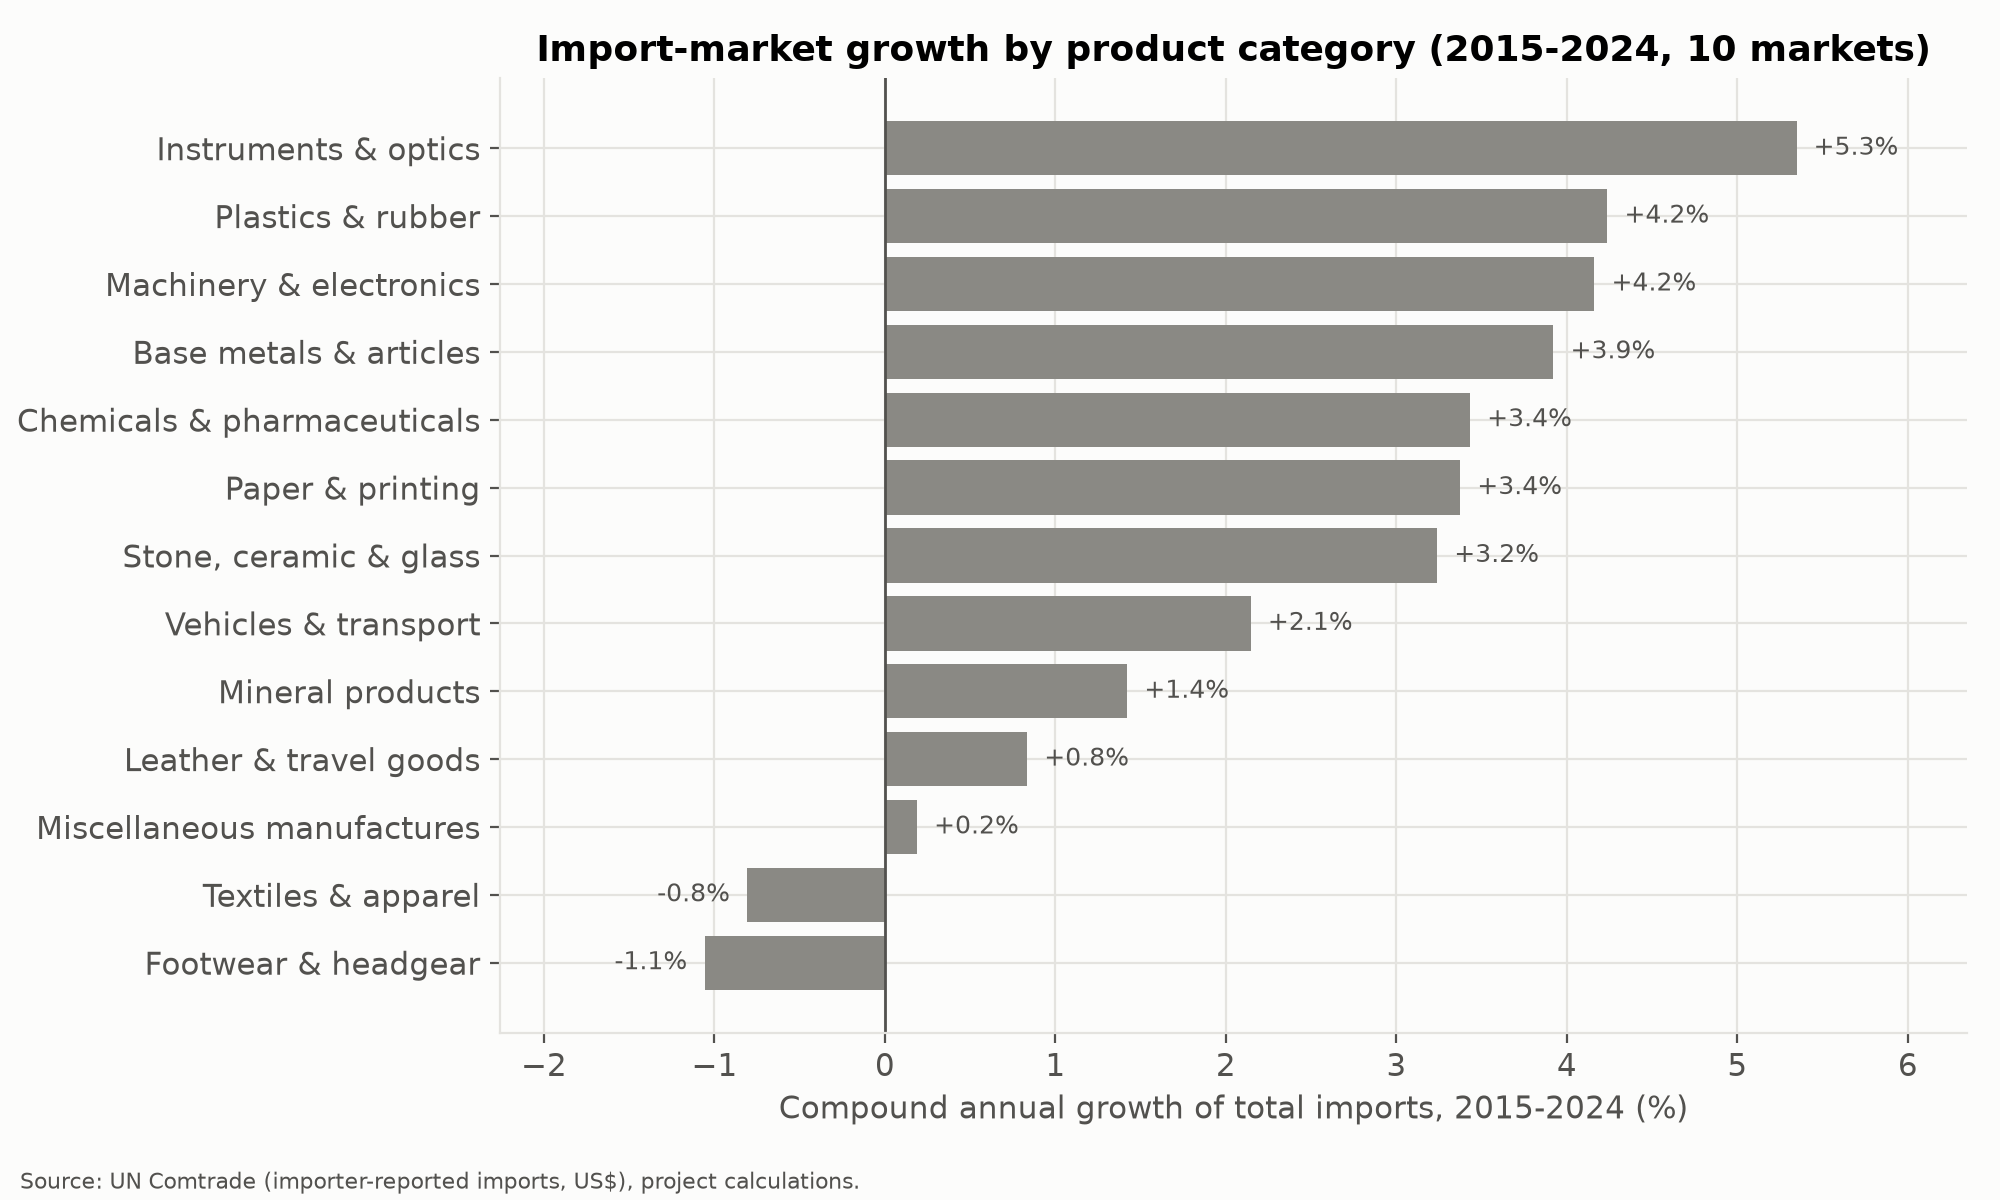 Import-market growth by product category (2015-2024, 10 markets)
Instruments & optics +5.3%
Plastics & rubber +4.2%
Machinery & electronics +4.2%
Base metals & articles +3.9%
Chemicals & pharmaceuticals +3.4%
Paper & printing +3.4%
Stone, ceramic & glass +3.2%
Vehicles & transport +2.1%
Mineral products +1.4%
Leather & travel goods +0.8%
Miscellaneous manufactures +0.2%
Textiles & apparel -0.8%
Footwear & headgear -1.1%
−2 −1 0 1 2 3 4 5 6
Compound annual growth of total imports, 2015-2024 (%)
Source: UN Comtrade (importer-reported imports, US$), project calculations.